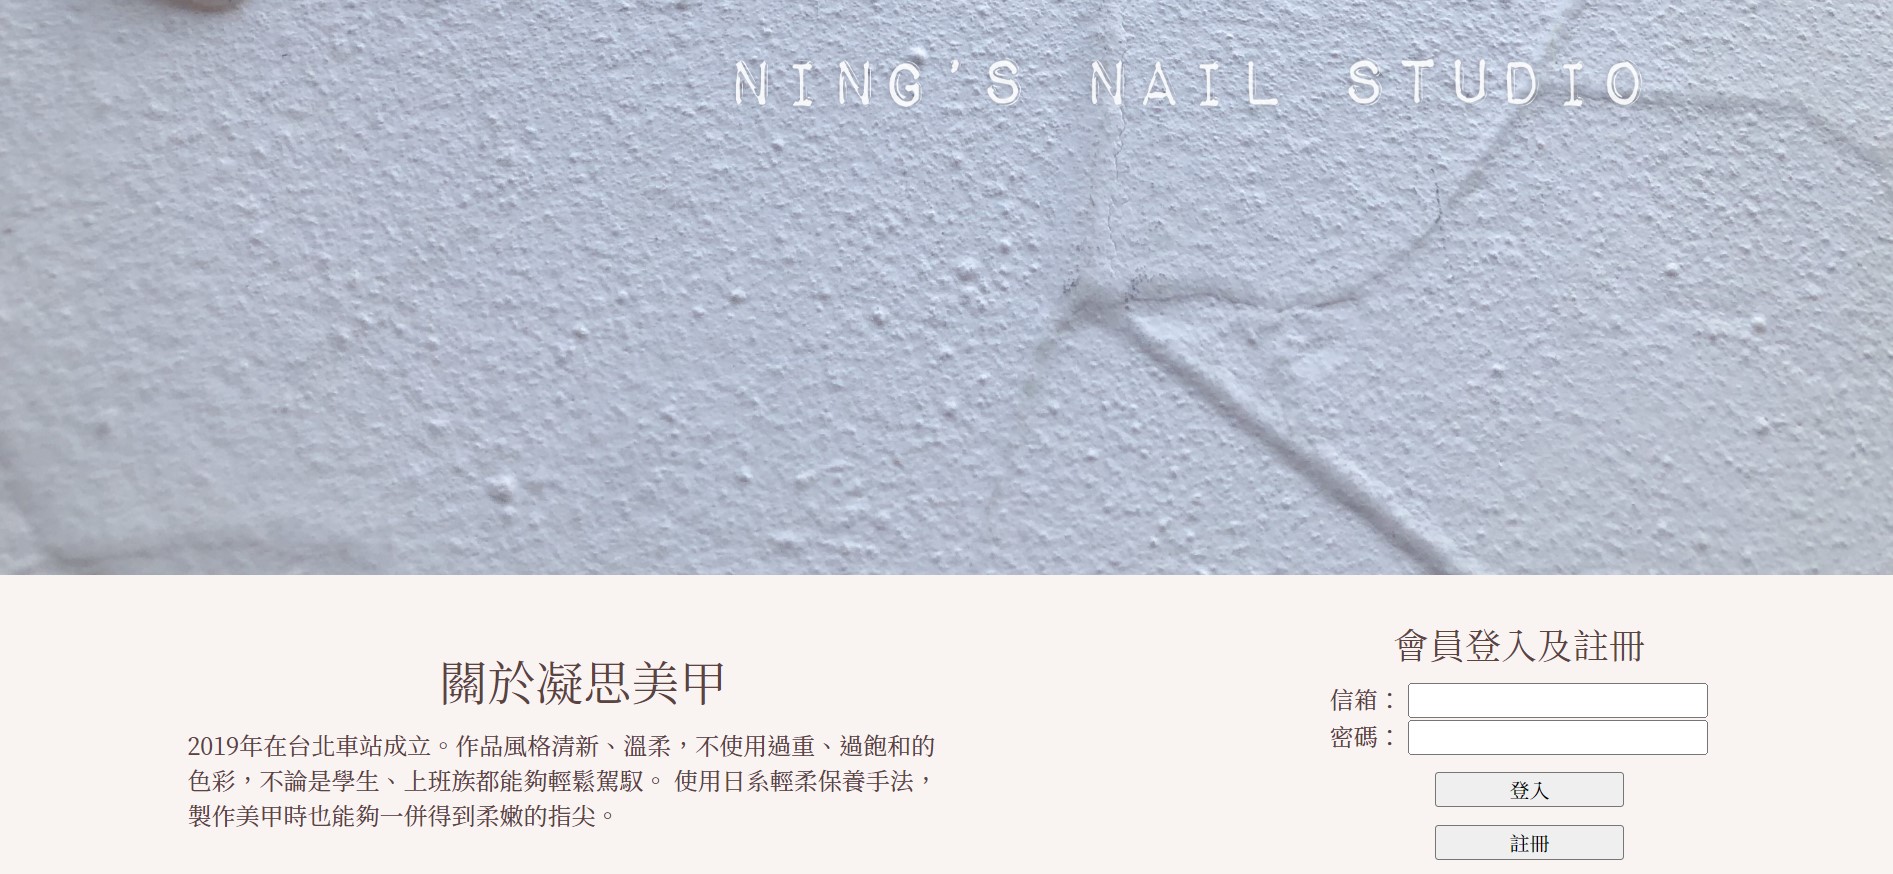 NING'S NAIL STUDIO
關於凝思美甲
2019年在台北車站成立。作品風格清新、溫柔，不使用過重、過飽和的
色彩，不論是學生、上班族都能夠輕鬆駕馭。 使用日系輕柔保養手法，
製作美甲時也能夠一併得到柔嫩的指尖。
會員登入及註冊
信箱：
密碼：
登入
註冊